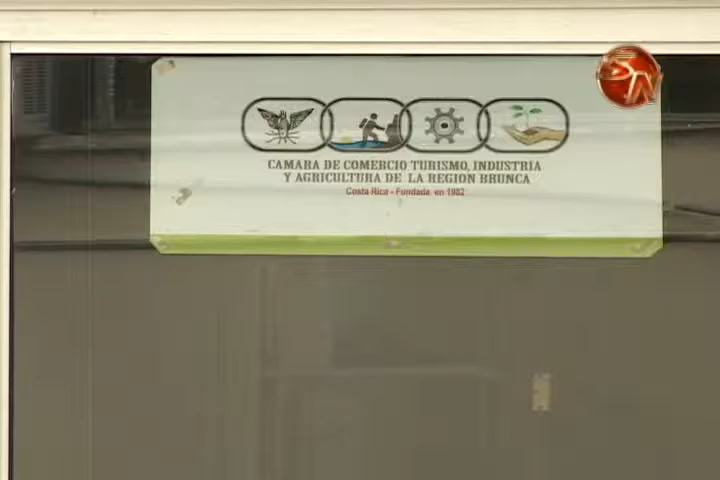 CAMARA DE COMERCIO, TURISMO, INDUSTRIA
Y AGRICULTURA DE LA REGION BRUNCA
Costa Rica - Fundada en 1982